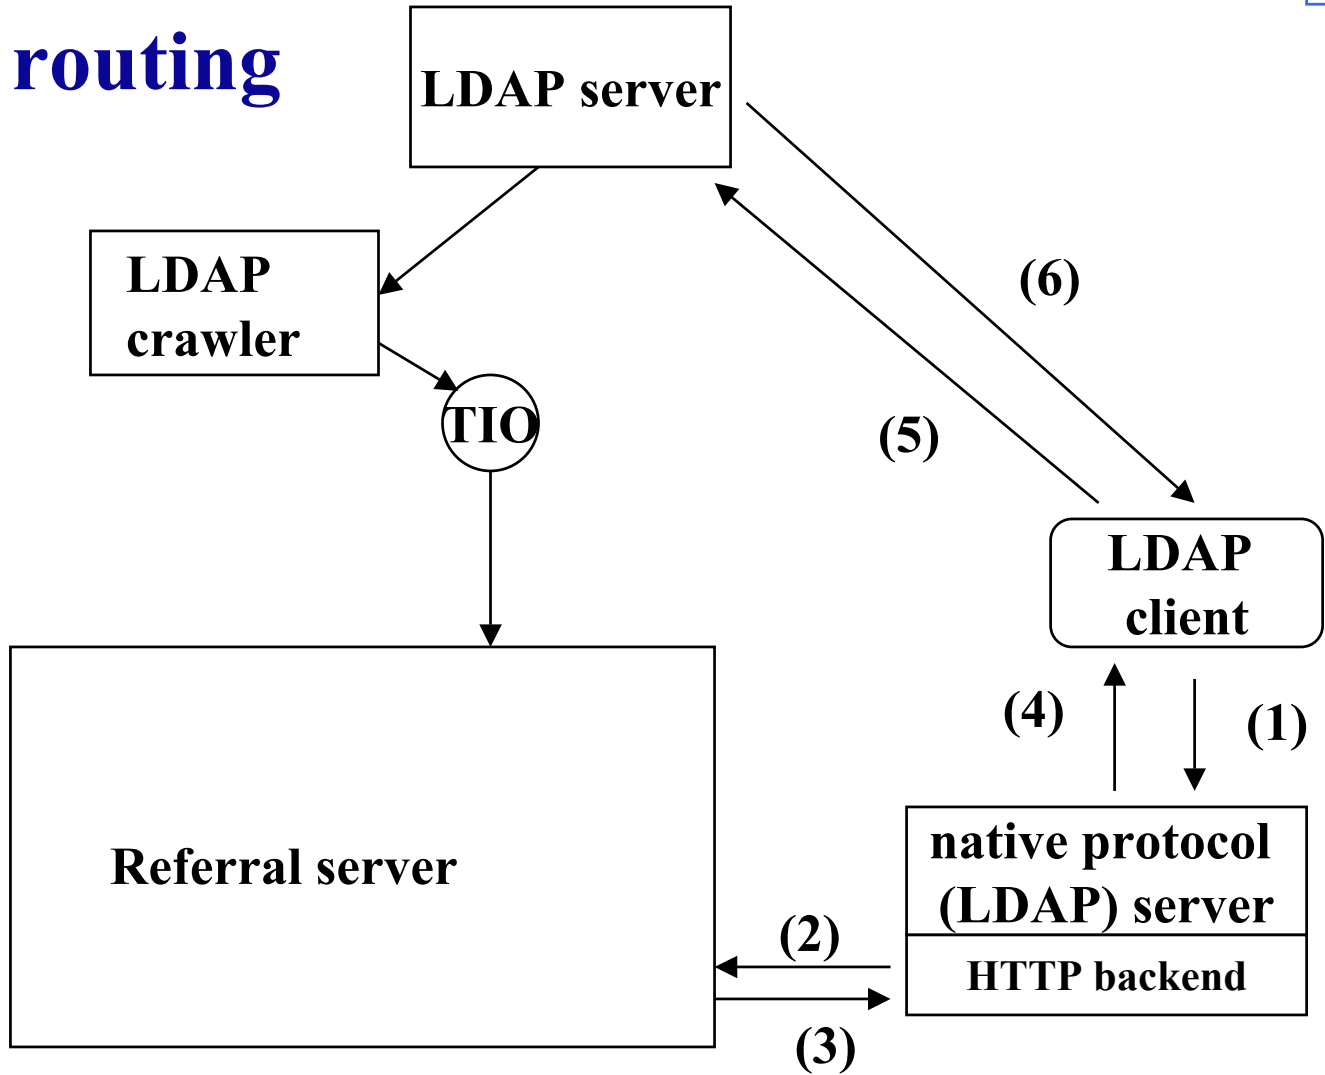 routing
LDAP server
LDAP
crawler
TIO
(6)
(5)
LDAP
client
(4)
(1)
Referral server
native protocol
(LDAP) server
HTTP backend
(2)
(3)